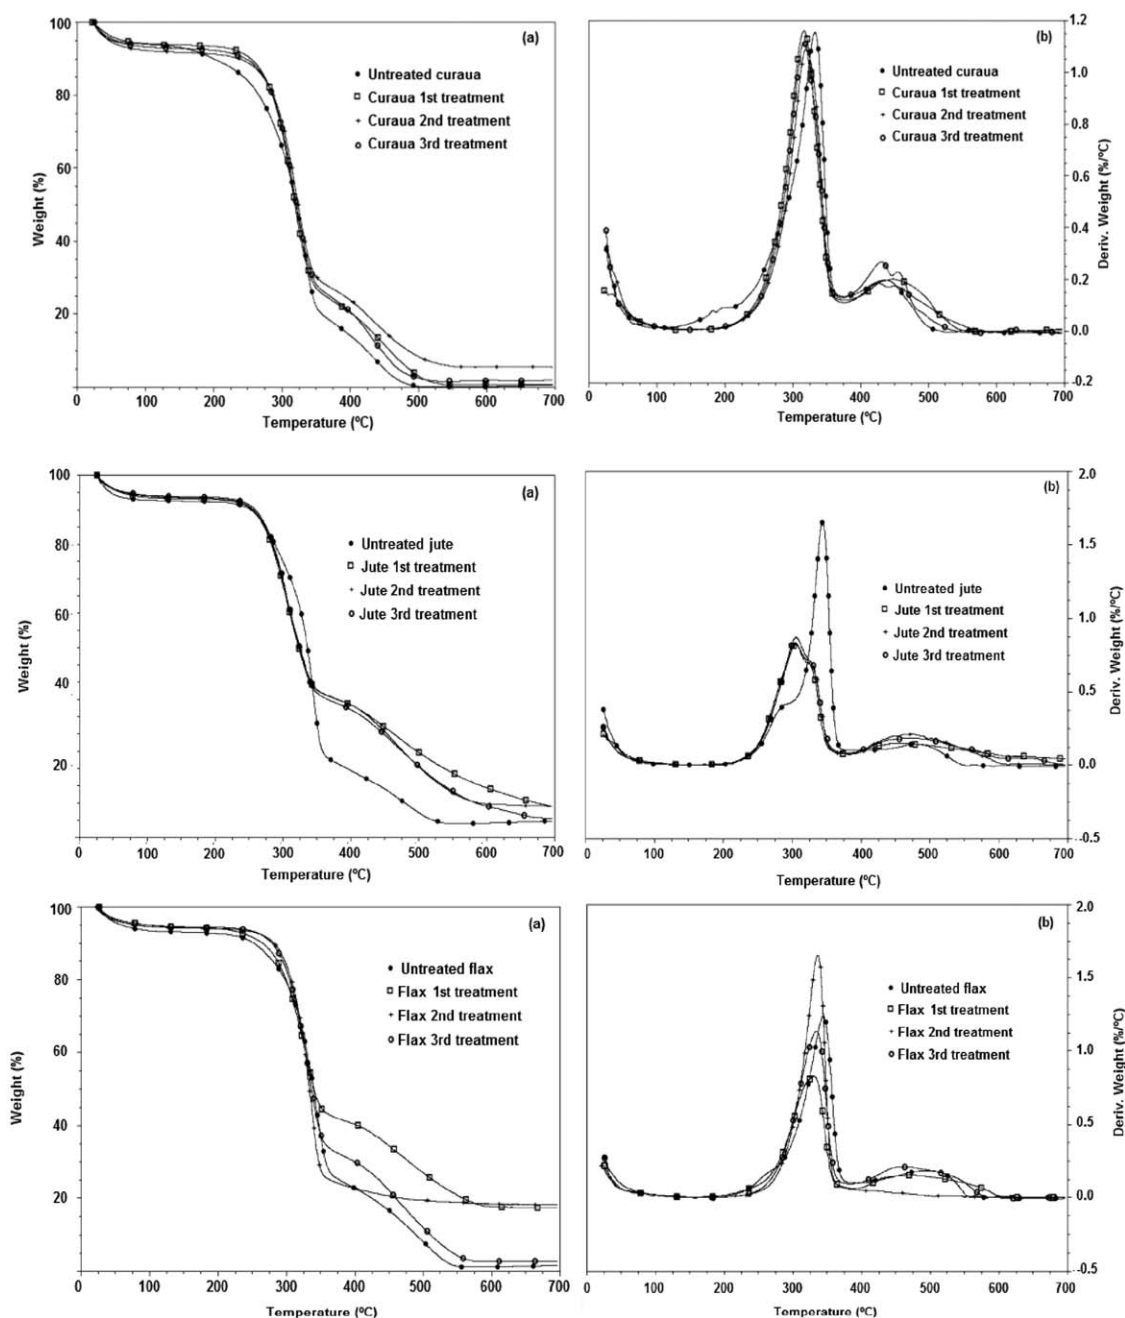 100
80
60
40
20
Weight (%)
(a)
Untreated curaua
Curaua 1st treatment
Curaua 2nd treatment
Curaua 3rd treatment
0 100 200 300 400 500 600 700
Temperature (ºC)
(b)
Untreated curaua
Curaua 1st treatment
Curaua 2nd treatment
Curaua 3rd treatment
1.2
1.0
0.8
0.6
0.4
0.2
0.0
-0.2
Deriv. Weight (%/ºC)
0 100 200 300 400 500 600 700
Temperature (ºC)
100
80
60
40
20
Weight (%)
(a)
Untreated jute
Jute 1st treatment
Jute 2nd treatment
Jute 3rd treatment
0 100 200 300 400 500 600 700
Temperature (ºC)
(b)
Untreated jute
Jute 1st treatment
Jute 2nd treatment
Jute 3rd treatment
2.0
1.5
1.0
0.5
0.0
-0.5
Deriv. Weight (%/ºC)
0 100 200 300 400 500 600 700
Temperature (ºC)
100
80
60
40
20
Weight (%)
(a)
Untreated flax
Flax 1st treatment
Flax 2nd treatment
Flax 3rd treatment
0 100 200 300 400 500 600 700
Temperature (ºC)
(b)
Untreated flax
Flax 1st treatment
Flax 2nd treatment
Flax 3rd treatment
2.0
1.5
1.0
0.5
0.0
-0.5
Deriv. Weight (%/ºC)
0 100 200 300 400 500 600 700
Temperature (ºC)